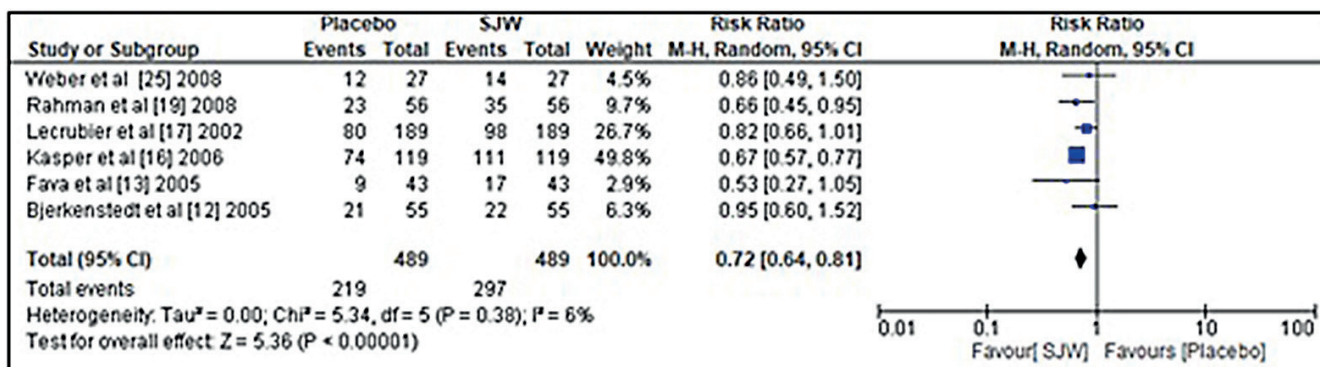 Placebo SJW Risk Ratio Risk Ratio
Study or Subgroup Events Total Events Total Weight M-H, Random, 95% CI M-H, Random, 95% CI
Weber et al [25] 2008 12 27 14 27 4.5% 0.86 [0.49, 1.50]
Rahman et al [19] 2008 23 56 35 56 9.7% 0.66 [0.45, 0.95]
Lecrubier et al [17] 2002 80 189 98 189 26.7% 0.82 [0.66, 1.01]
Kasper et al [16] 2006 74 119 111 119 49.8% 0.67 [0.57, 0.77]
Fava et al [13] 2005 9 43 17 43 2.9% 0.53 [0.27, 1.05]
Bjerkenstedt et al [12] 2005 21 55 22 55 6.3% 0.95 [0.60, 1.52]
Total (95% CI) 489 489 100.0% 0.72 [0.64, 0.81]
Total events 219 297
Heterogeneity: Tau² = 0.00; Chi² = 5.34, df = 5 (P = 0.38); I² = 6%
Test for overall effect: Z = 5.36 (P < 0.00001)
0.01 0.1 1 10 100
Favour[ SJW] Favours [Placebo]